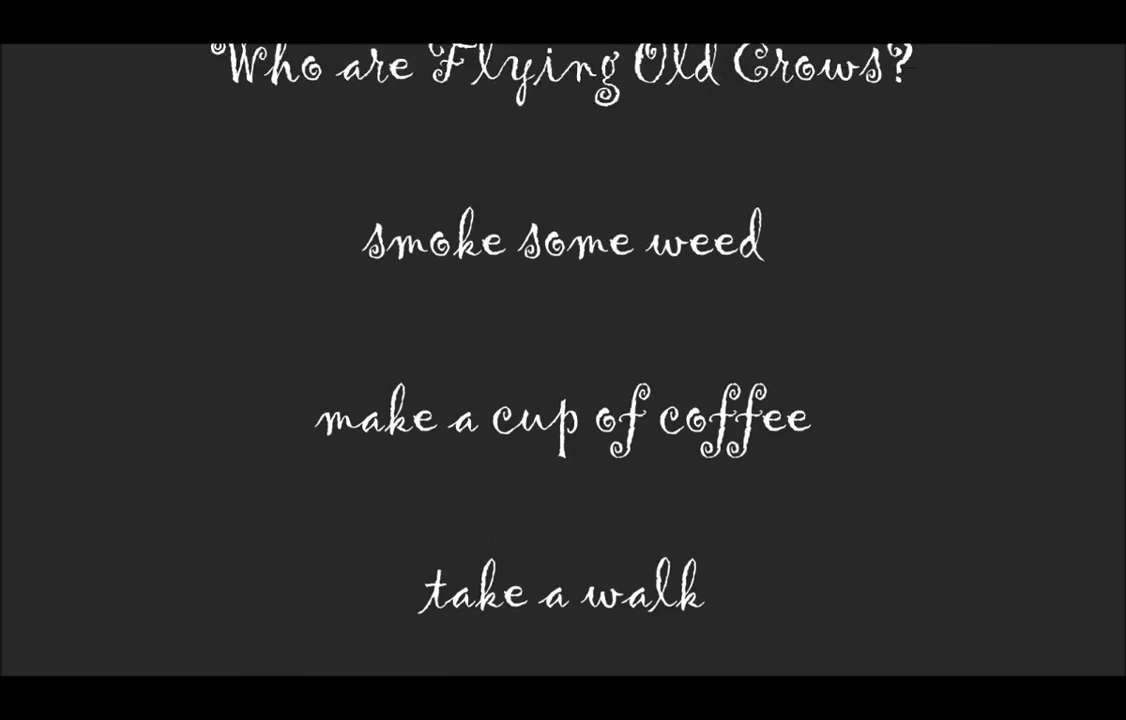 Who are Flying Old Crows?
smoke some weed
make a cup of coffee
take a walk